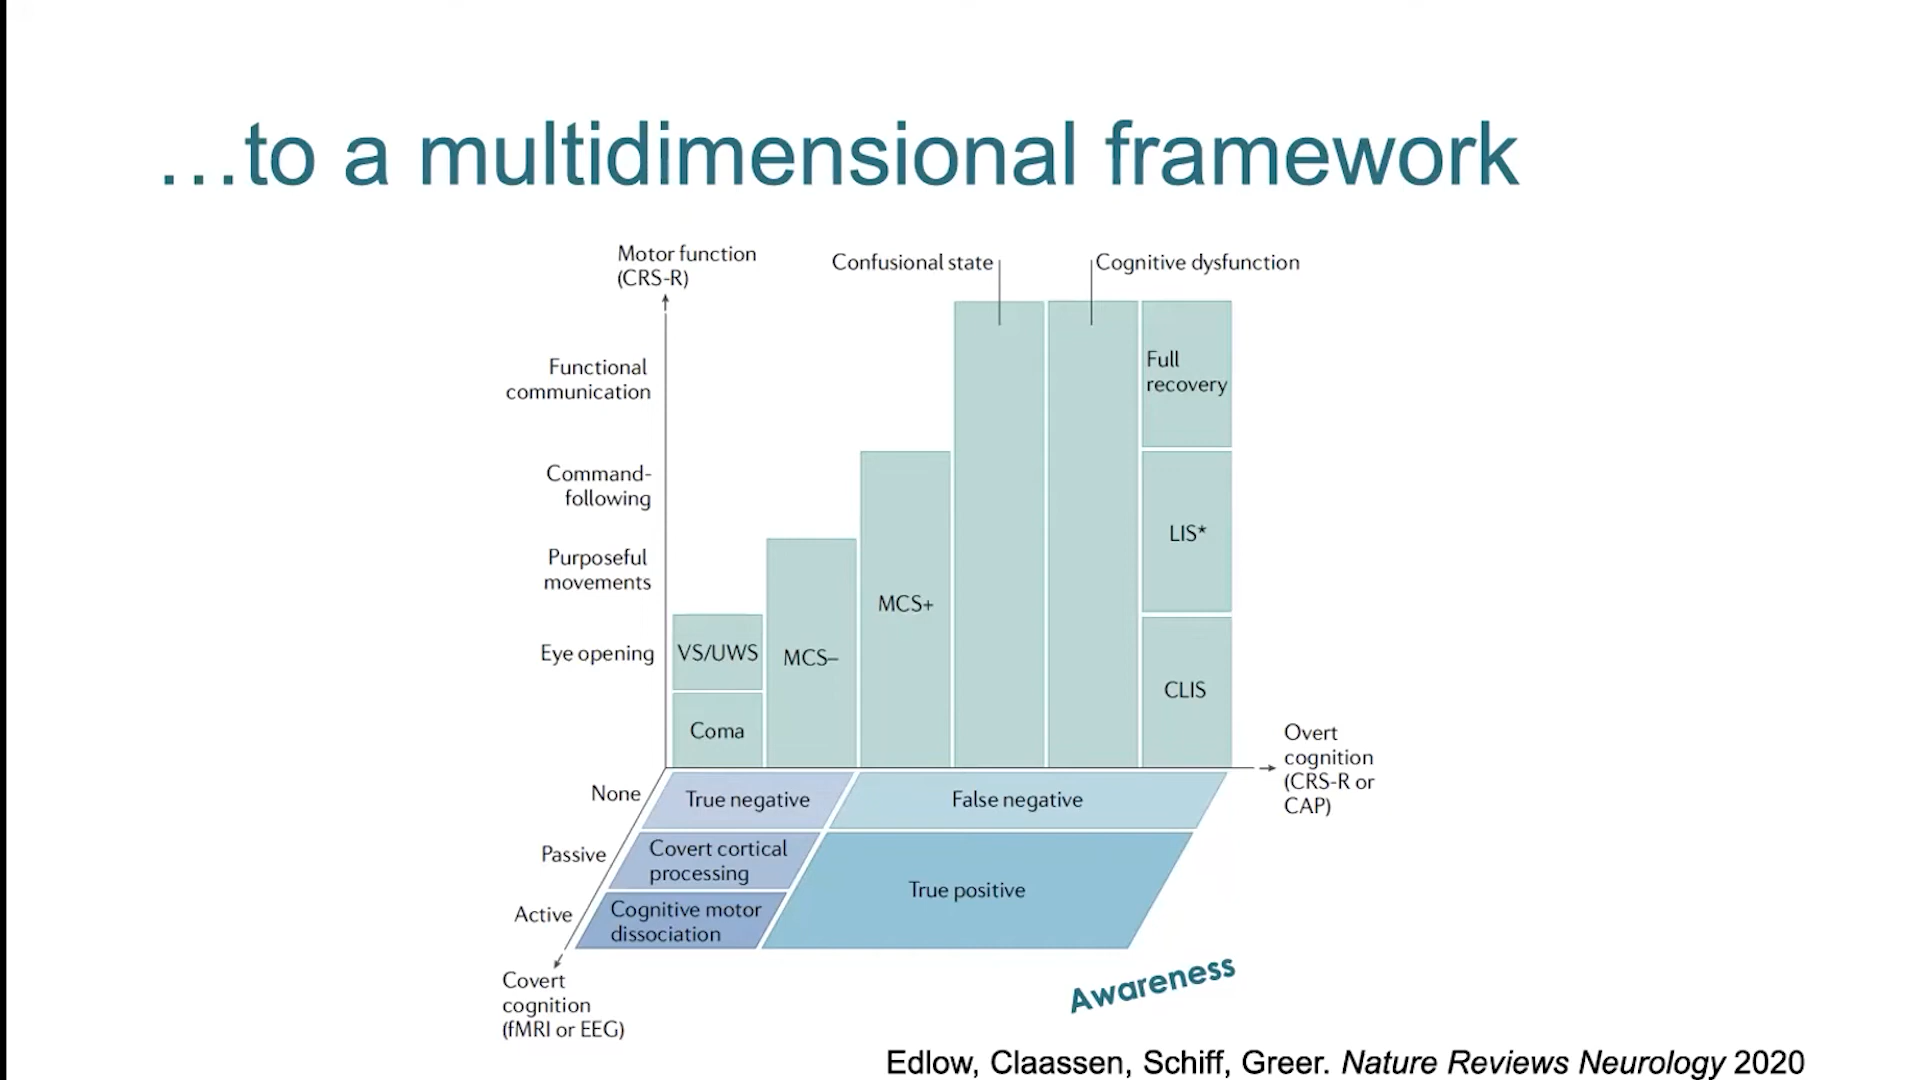 …to a multidimensional framework
Motor function
(CRS-R)
Confusional state
Cognitive dysfunction
Functional
communication
Command-
following
Purposeful
movements
Eye opening
Full
recovery
LIS*
CLIS
MCS+
MCS–
VS/UWS
Coma
Overt
cognition
(CRS-R or
CAP)
None
True negative
False negative
Passive
Covert cortical
processing
True positive
Active
Cognitive motor
dissociation
Covert
cognition
(fMRI or EEG)
Awareness
Edlow, Claassen, Schiff, Greer. Nature Reviews Neurology 2020